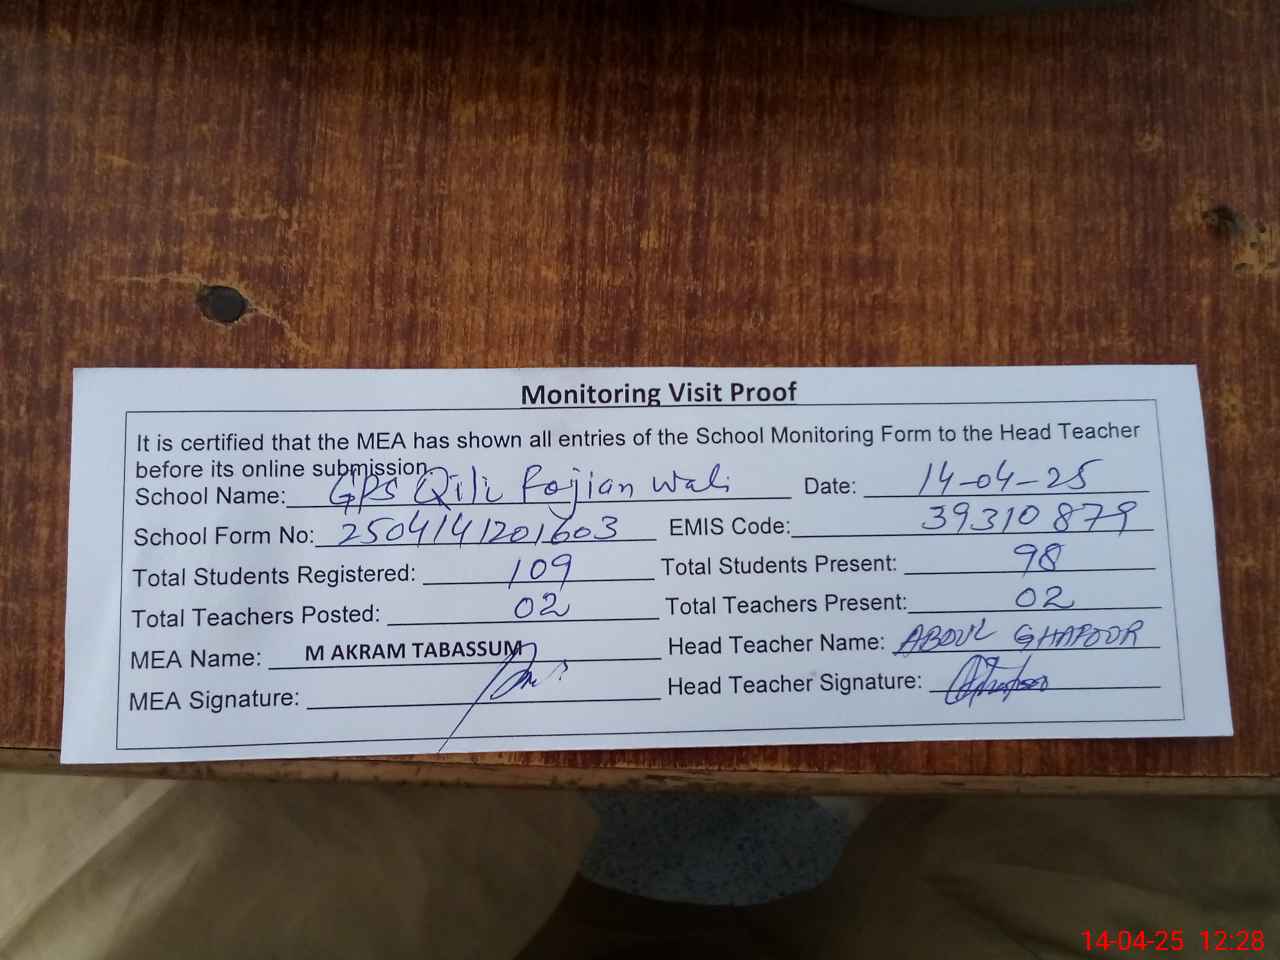 Monitoring Visit Proof
It is certified that the MEA has shown all entries of the School Monitoring Form to the Head Teacher
before its online submission.
School Name: GPS Qili Fojian Wali Date: 14-04-25
School Form No: 2504141201603 EMIS Code: 39310879
Total Students Registered: 109 Total Students Present: 98
Total Teachers Posted: 02 Total Teachers Present: 02
MEA Name: M AKRAM TABASSUM Head Teacher Name: ABDUL GHAFOOR
MEA Signature: Head Teacher Signature:
14-04-25 12:28